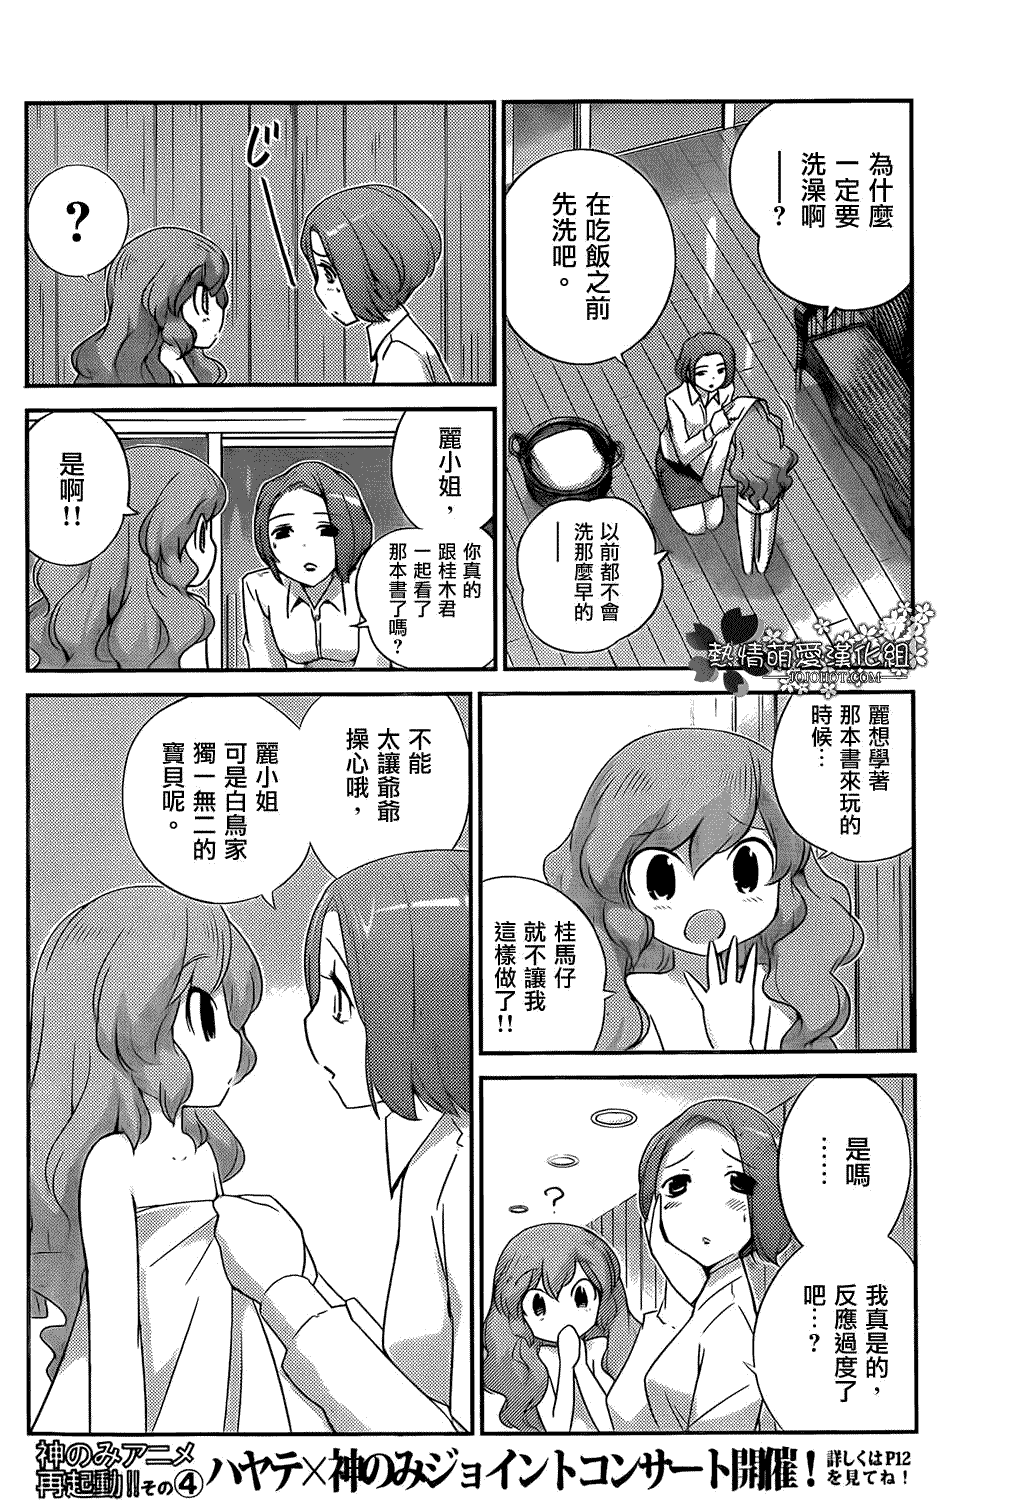 為什麼
一定要
洗澡啊
——?
在吃飯之前
先洗吧。
以前都不會
洗那麼早的
——
じーっ
?
麗小姐,
你真的
跟桂木君
一起看了
那本書了嗎?
是啊!!
麗想學著
那本書來玩的
時候…
桂馬仔
就不讓我
這樣做了!!
是嗎
……
我真是的,
反應過度了
吧…?
不能
太讓爺爺
操心哦,
麗小姐
可是白鳥家
獨一無二的
寶貝呢。
?
熱情萌愛漢化組
JOJOHOT.COM
神のみアニメ
再起動!!その④
ハヤテ×神のみジョイントコンサート開催!
詳しくはP12
を見てね!